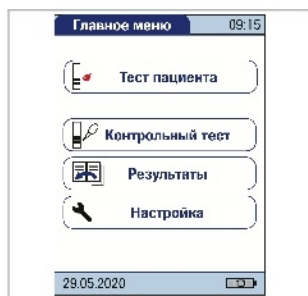 Главное меню 09:15
Тест пациента
Контрольный тест
Результаты
Настройка
29.05.2020